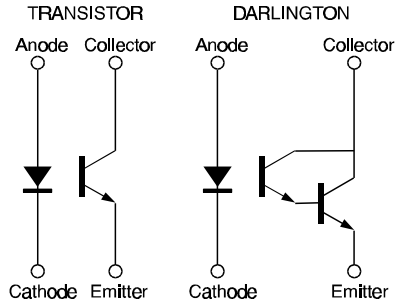 TRANSISTOR DARLINGTON
Anode Collector Anode Collector
Cathode Emitter Cathode Emitter